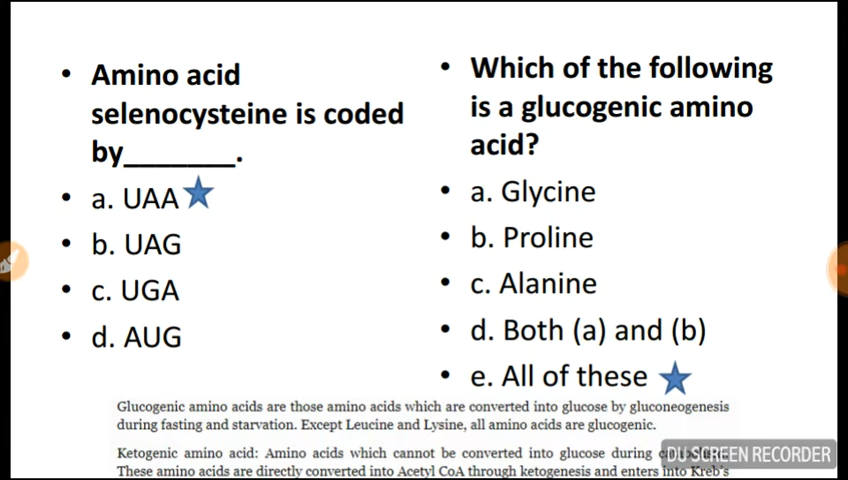 • Amino acid
selenocysteine is coded
by_______.
• a. UAA
• b. UAG
• c. UGA
• d. AUG
• Which of the following
is a glucogenic amino
acid?
• a. Glycine
• b. Proline
• c. Alanine
• d. Both (a) and (b)
• e. All of these
Glucogenic amino acids are those amino acids which are converted into glucose by gluconeogenesis
during fasting and starvation. Except Leucine and Lysine, all amino acids are glucogenic.
Ketogenic amino acid: Amino acids which cannot be converted into glucose during
These amino acids are directly converted into Acetyl CoA through ketogenesis and enters into Kreb's
DU SCREEN RECORDER